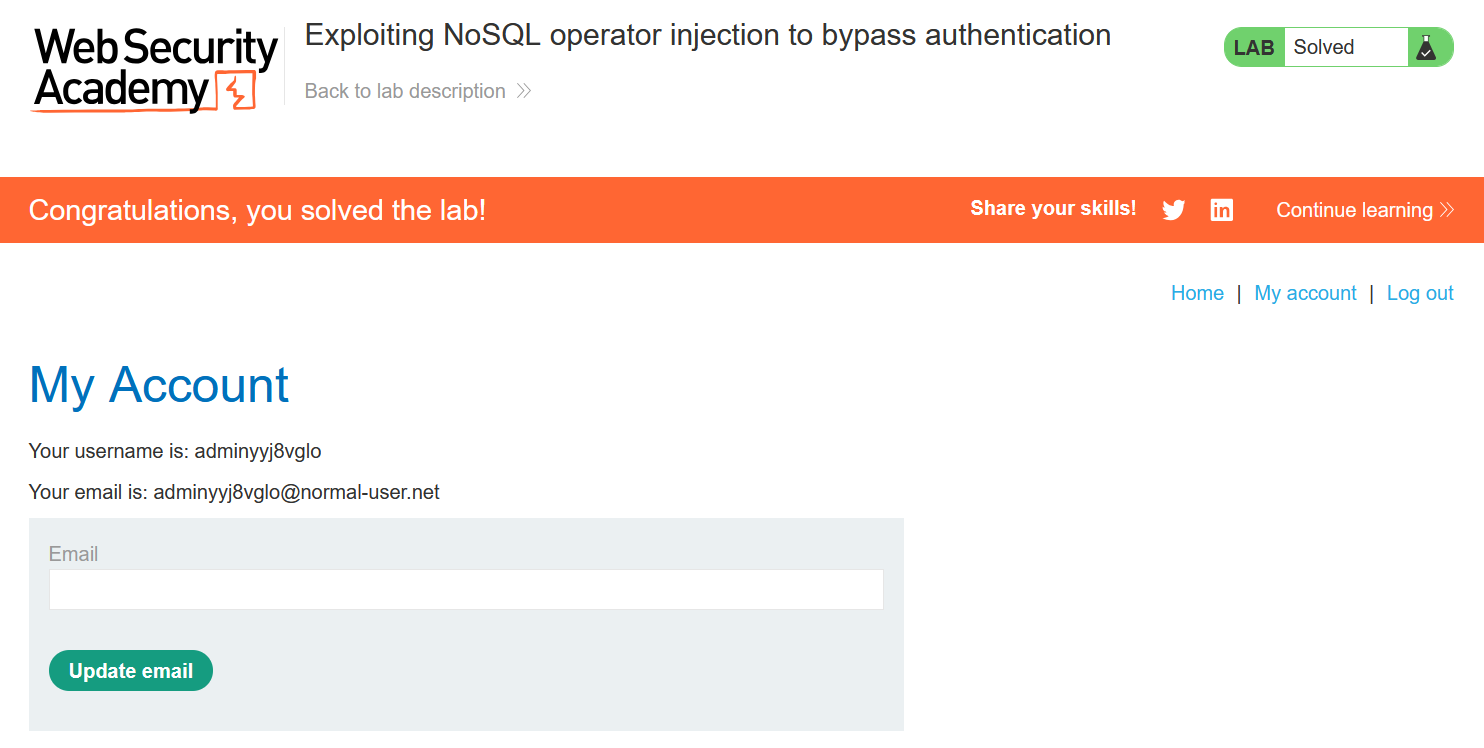 Web Security
Academy
Exploiting NoSQL operator injection to bypass authentication
Back to lab description
LAB Solved
Congratulations, you solved the lab!
Share your skills!
Continue learning
Home | My account | Log out
My Account
Your username is: adminyyj8vglo
Your email is: adminyyj8vglo@normal-user.net
Email
Update email